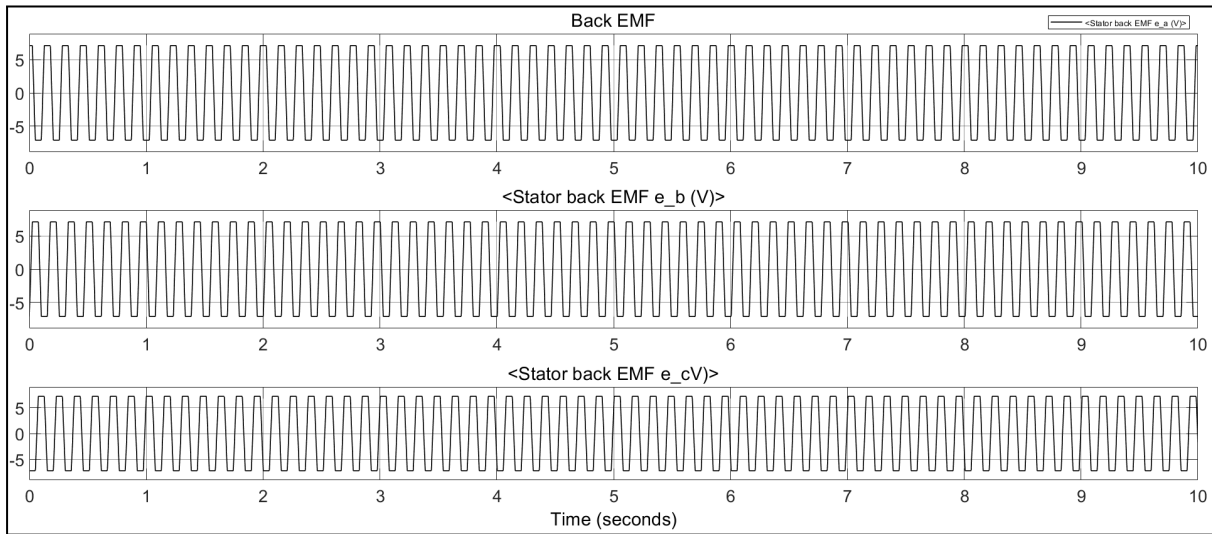 Back EMF
<Stator back EMF e_a (V)>
5
0
-5
0 1 2 3 4 5 6 7 8 9 10
<Stator back EMF e_b (V)>
5
0
-5
0 1 2 3 4 5 6 7 8 9 10
<Stator back EMF e_cV)>
5
0
-5
0 1 2 3 4 5 6 7 8 9 10
Time (seconds)